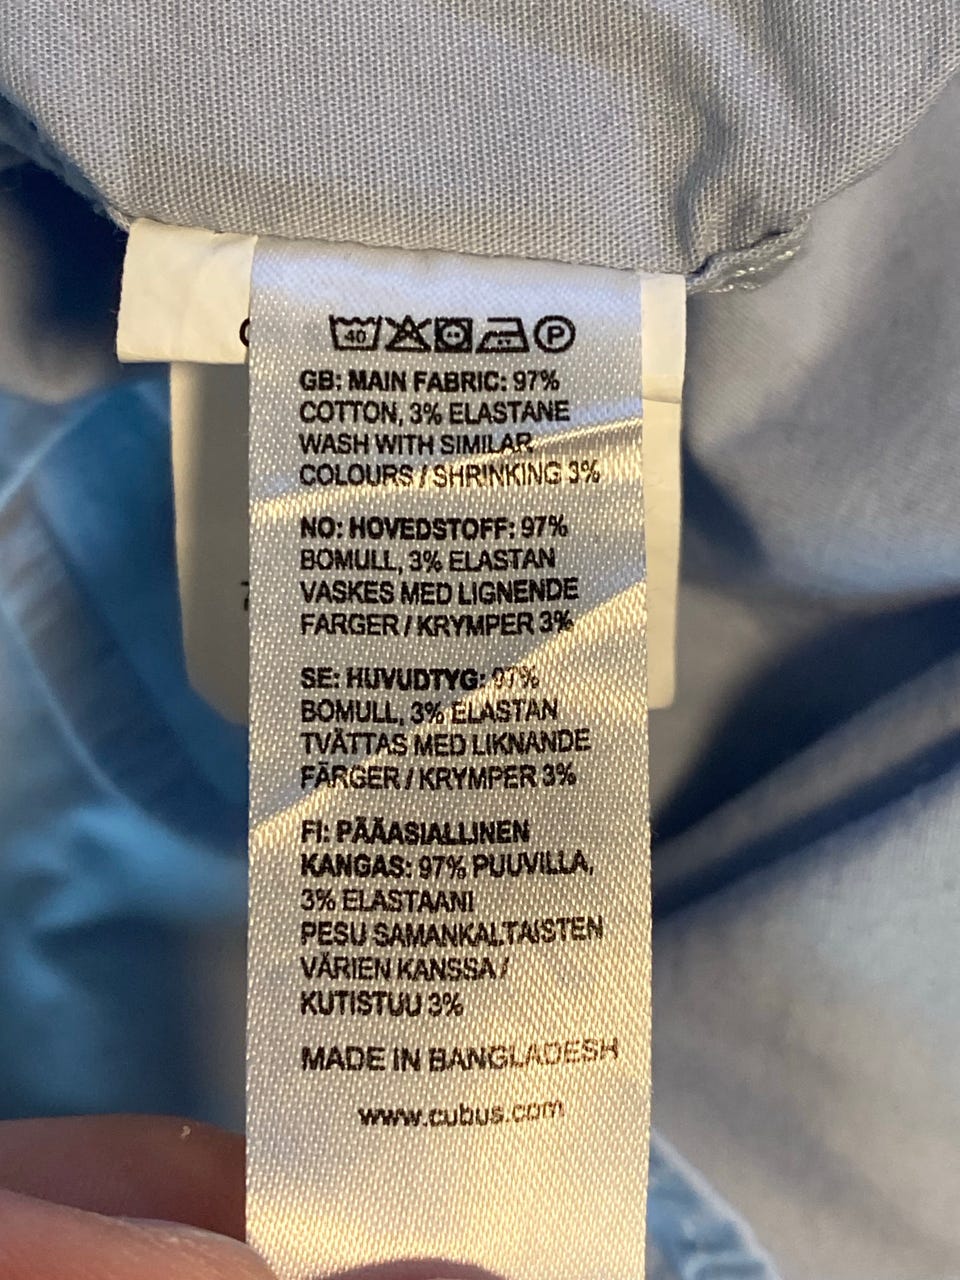 40 P
GB: MAIN FABRIC: 97%
COTTON, 3% ELASTANE
WASH WITH SIMILAR
COLOURS / SHRINKING 3%
NO: HOVEDSTOFF: 97%
BOMULL, 3% ELASTAN
VASKES MED LIGNENDE
FARGER / KRYMPER 3%
SE: HUVUDTYG: 97%
BOMULL, 3% ELASTAN
TVÄTTAS MED LIKNANDE
FÄRGER / KRYMPER 3%
FI: PÄÄASIALLINEN
KANGAS: 97% PUUVILLA,
3% ELASTAANI
PESU SAMANKALTAISTEN
VÄRIEN KANSSA /
KUTISTUU 3%
MADE IN BANGLADESH
www.cubus.com